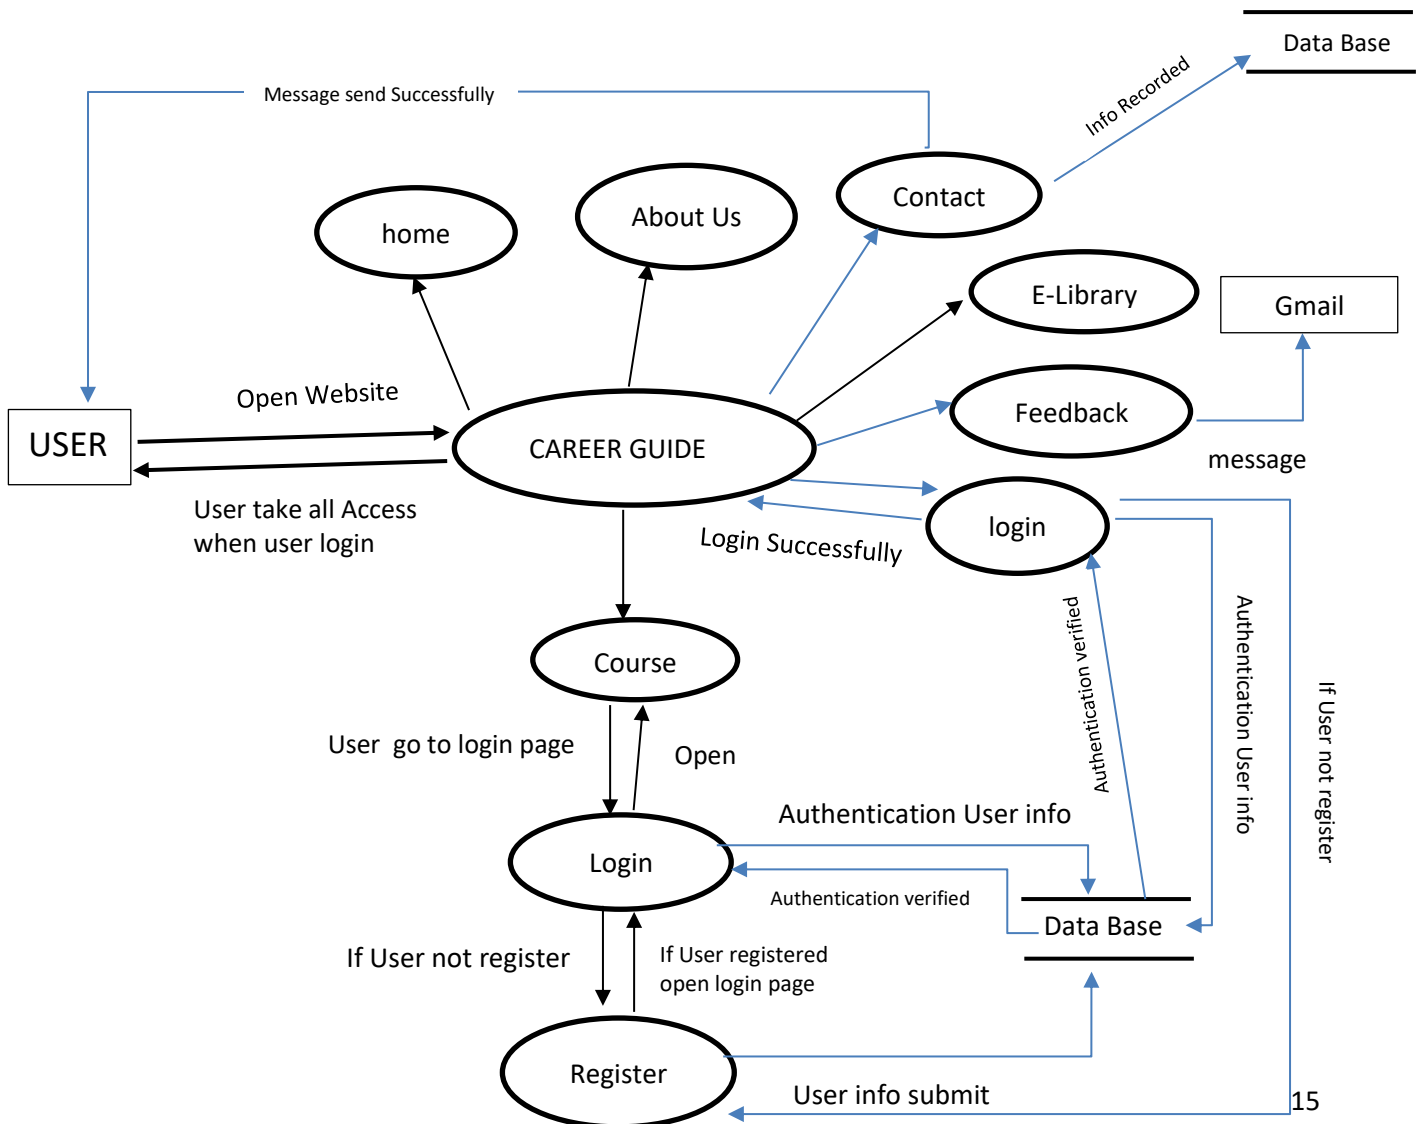 Data Base
Message send Successfully
Info Recorded
Contact
About Us
home
E-Library
Gmail
Open Website
Feedback
USER
CAREER GUIDE
message
User take all Access
when user login
login
Login Successfully
Authentication verified
Authentication User info
If User not register
Course
User  go to login page
Open
Authentication User info
Login
Authentication verified
Data Base
If User not register
If User registered
open login page
Register
User info submit
15